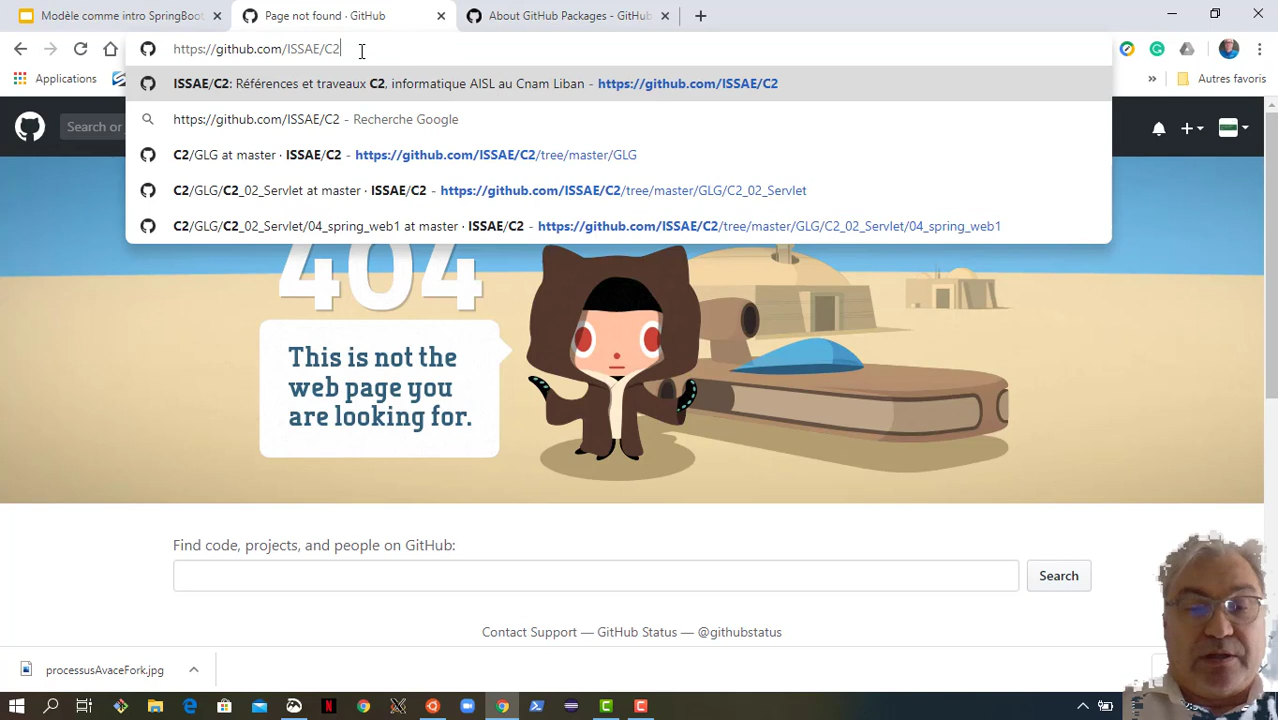 Modèle comme intro SpringBoot
Page not found · GitHub
About GitHub Packages - GitHub
https://github.com/ISSAE/C2
Applications
Autres favoris
ISSAE/C2: Références et traveaux C2, informatique AISL au Cnam Liban - https://github.com/ISSAE/C2
https://github.com/ISSAE/C2 - Recherche Google
Search or
C2/GLG at master · ISSAE/C2 - https://github.com/ISSAE/C2/tree/master/GLG
C2/GLG/C2_02_Servlet at master · ISSAE/C2 - https://github.com/ISSAE/C2/tree/master/GLG/C2_02_Servlet
C2/GLG/C2_02_Servlet/04_spring_web1 at master · ISSAE/C2 - https://github.com/ISSAE/C2/tree/master/GLG/C2_02_Servlet/04_spring_web1
404
This is not the
web page you
are looking for.
Find code, projects, and people on GitHub:
Search
Contact Support — GitHub Status — @githubstatus
processusAvaceFork.jpg